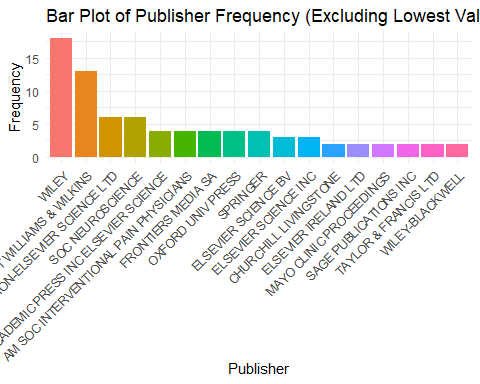 Bar Plot of Publisher Frequency (Excluding Lowest Val
Frequency
15
10
5
0
WILEY
T WILLIAMS & WILKINS
ON-ELSEVIER SCIENCE LTD
SOC NEUROSCIENCE
ADEMIC PRESS INC ELSEVIER SCIENCE
AM SOC INTERVENTIONAL PAIN PHYSICIANS
FRONTIERS MEDIA SA
OXFORD UNIV PRESS
SPRINGER
ELSEVIER SCIENCE BV
ELSEVIER SCIENCE INC
CHURCHILL LIVINGSTONE
ELSEVIER IRELAND LTD
MAYO CLINIC PROCEEDINGS
SAGE PUBLICATIONS INC
TAYLOR & FRANCIS LTD
WILEY-BLACKWELL
Publisher